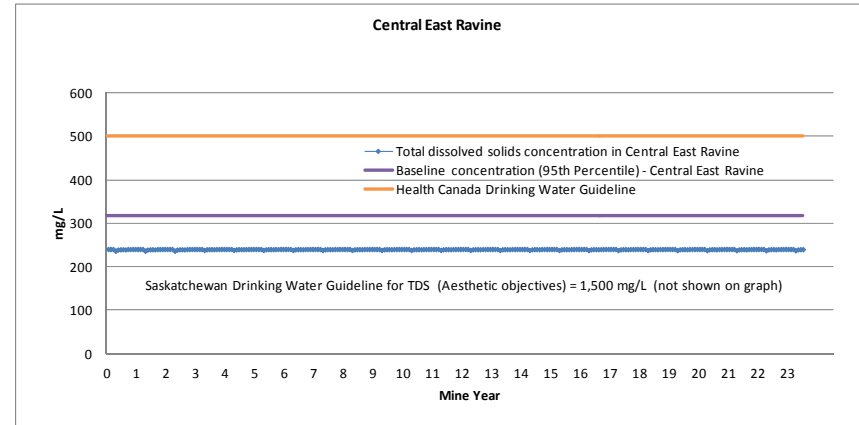 Central East Ravine
600
500
400
300
200
100
0
mg/L
Total dissolved solids concentration in Central East Ravine
Baseline concentration (95th Percentile) - Central East Ravine
Health Canada Drinking Water Guideline
Saskatchewan Drinking Water Guideline for TDS (Aesthetic objectives) = 1,500 mg/L (not shown on graph)
0 1 2 3 4 5 6 7 8 9 10 11 12 13 14 15 16 17 18 19 20 21 22 23
Mine Year